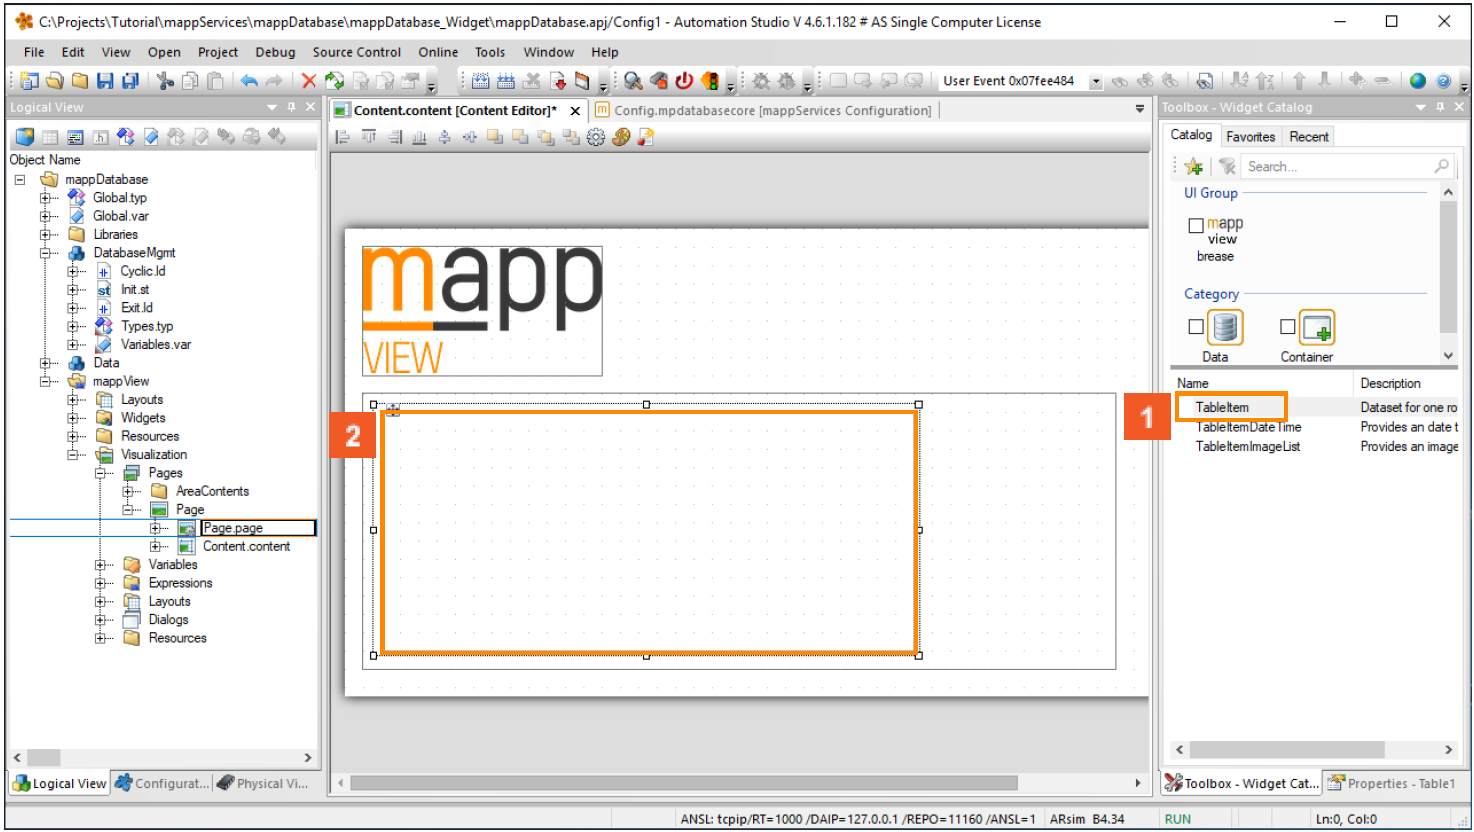 C:\Projects\Tutorial\mappServices\mappDatabase\mappDatabase_Widget\mappDatabase.apj/Config1 - Automation Studio V 4.6.1.182 # AS Single Computer License
File Edit View Open Project Debug Source Control Online Tools Window Help
User Event 0x07fee484
Logical View
Object Name
mappDatabase
Global.typ
Global.var
Libraries
DatabaseMgmt
Cyclic.ld
Init.st
Exit.ld
Types.typ
Variables.var
Data
mappView
Layouts
Widgets
Resources
Visualization
Pages
AreaContents
Page
Page.page
Content.content
Variables
Expressions
Layouts
Dialogs
Resources
Logical View Configurat... Physical Vi...
Content.content [Content Editor]* Config.mpdatabasecore [mappServices Configuration]
mapp
VIEW
2
1
Toolbox - Widget Catalog
Catalog Favorites Recent
Search...
UI Group
mapp
view
brease
Category
Data Container
Name Description
TableItem Dataset for one ro
TableItemDateTime Provides an date t
TableItemImageList Provides an image
Toolbox - Widget Cat... Properties - Table1
ANSL: tcpip/RT=1000 /DAIP=127.0.0.1 /REPO=11160 /ANSL=1 ARsim B4.34 RUN Ln:0, Col:0